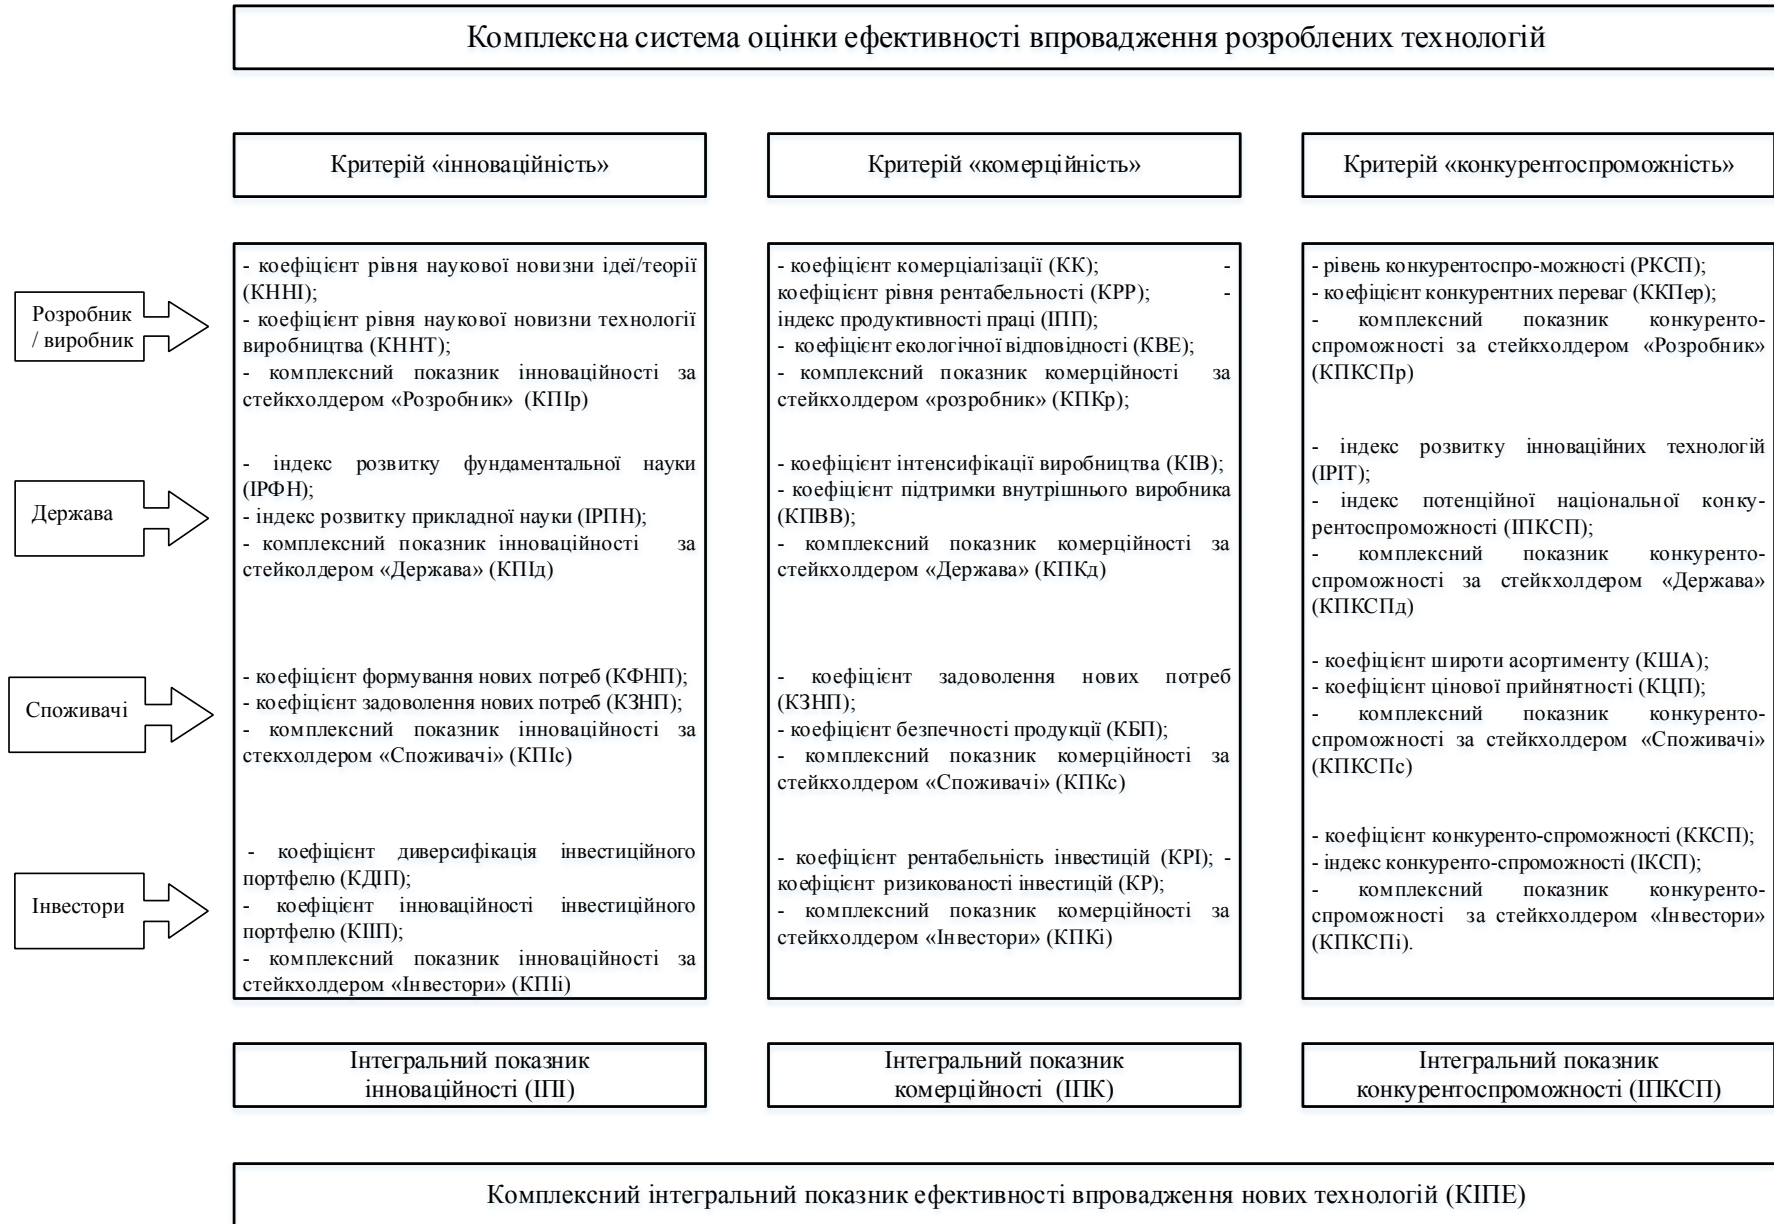 Комплексна система оцінки ефективності впровадження розроблених технологій
Критерій «інноваційність»
Критерій «комерційність»
Критерій «конкурентоспроможність»
Розробник
/ виробник
- коефіцієнт рівня наукової новизни ідеї/теорії
(КННІ);
- коефіцієнт рівня наукової новизни технології
виробництва (КННТ);
- комплексний показник інноваційності за
стейкхолдером «Розробник» (КПІр)
- коефіцієнт комерціалізації (КК); -
коефіцієнт рівня рентабельності (КРР); -
індекс продуктивності праці (ІПП);
- коефіцієнт екологічної відповідності (КВЕ);
- комплексний показник комерційності за
стейкхолдером «розробник» (КПКр);
- рівень конкурентоспро-можності (РКСП);
- коефіцієнт конкурентних переваг (ККПер);
- комплексний показник конкуренто-
спроможності за стейкхолдером «Розробник»
(КПКСПр)
Держава
- індекс розвитку фундаментальної науки
(ІРФН);
- індекс розвитку прикладної науки (ІРПН);
- комплексний показник інноваційності за
стейколдером «Держава» (КПІд)
- коефіцієнт інтенсифікації виробництва (КІВ);
- коефіцієнт підтримки внутрішнього виробника
(КПВВ);
- комплексний показник комерційності за
стейкхолдером «Держава» (КПКд)
- індекс розвитку інноваційних технологій
(ІРІТ);
- індекс потенційної національної конку-
рентоспроможності (ІПКСП);
- комплексний показник конкуренто-
спроможності за стейкхолдером «Держава»
(КПКСПд)
Споживачі
- коефіцієнт формування нових потреб (КФНП);
- коефіцієнт задоволення нових потреб (КЗНП);
- комплексний показник інноваційності за
стекхолдером «Споживачі» (КПІс)
- коефіцієнт задоволення нових потреб
(КЗНП);
- коефіцієнт безпечності продукції (КБП);
- комплексний показник комерційності за
стейкхолдером «Споживачі» (КПКс)
- коефіцієнт широти асортименту (КША);
- коефіцієнт цінової прийнятності (КЦП);
- комплексний показник конкуренто-
спроможності за стейкхолдером «Споживачі»
(КПКСПс)
Інвестори
- коефіцієнт диверсифікація інвестиційного
портфелю (КДІП);
- коефіцієнт інноваційності інвестиційного
портфелю (КІІП);
- комплексний показник інноваційності за
стейкхолдером «Інвестори» (КПІі)
- коефіцієнт рентабельність інвестицій (КРІ); -
коефіцієнт ризикованості інвестицій (КР);
- комплексний показник комерційності за
стейкхолдером «Інвестори» (КПКі)
- коефіцієнт конкуренто-спроможності (ККСП);
- індекс конкуренто-спроможності (ІКСП);
- комплексний показник конкуренто-
спроможності за стейкхолдером «Інвестори»
(КПКСПі).
Інтегральний показник
інноваційності (ІПІ)
Інтегральний показник
комерційності (ІПК)
Інтегральний показник
конкурентоспроможності (ІПКСП)
Комплексний інтегральний показник ефективності впровадження нових технологій (КІПЕ)